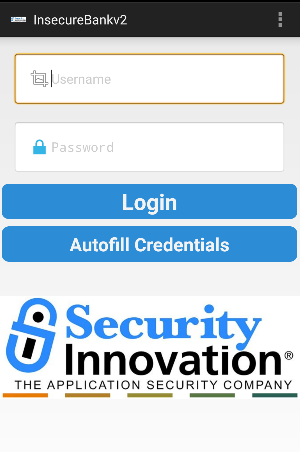 InsecureBankv2
Username
Password
Login
Autofill Credentials
Security
Innovation®
THE APPLICATION SECURITY COMPANY